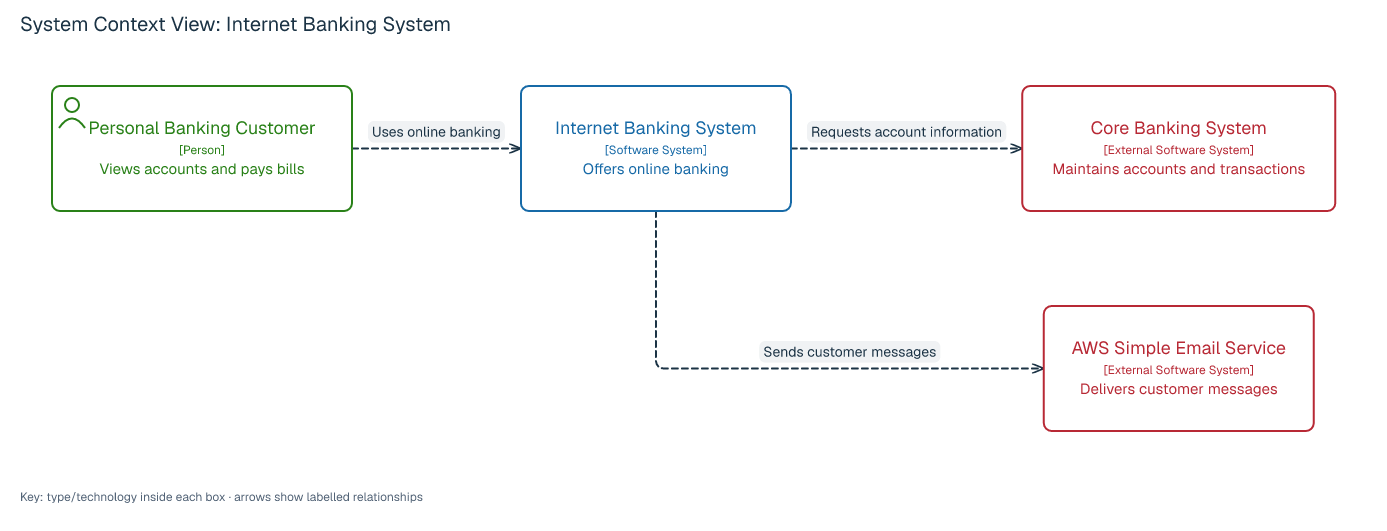 System Context View: Internet Banking System
Personal Banking Customer
[Person]
Views accounts and pays bills
Uses online banking
Internet Banking System
[Software System]
Offers online banking
Requests account information
Core Banking System
[External Software System]
Maintains accounts and transactions
Sends customer messages
AWS Simple Email Service
[External Software System]
Delivers customer messages
Key: type/technology inside each box · arrows show labelled relationships